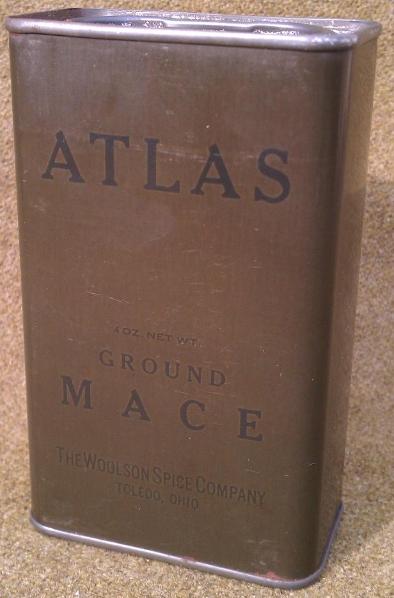 ATLAS
4 OZ. NET WT.
GROUND
MACE
THE WOOLSON SPICE COMPANY
TOLEDO, OHIO